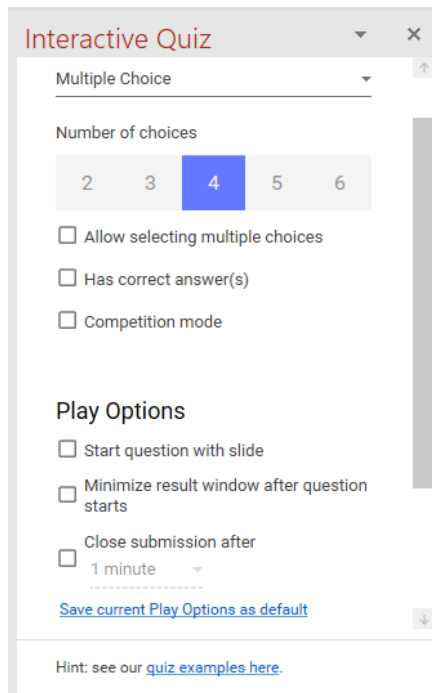 Interactive Quiz
Multiple Choice
Number of choices
2 3 4 5 6
Allow selecting multiple choices
Has correct answer(s)
Competition mode
Play Options
Start question with slide
Minimize result window after question
starts
Close submission after
1 minute
Save current Play Options as default
Hint: see our quiz examples here.